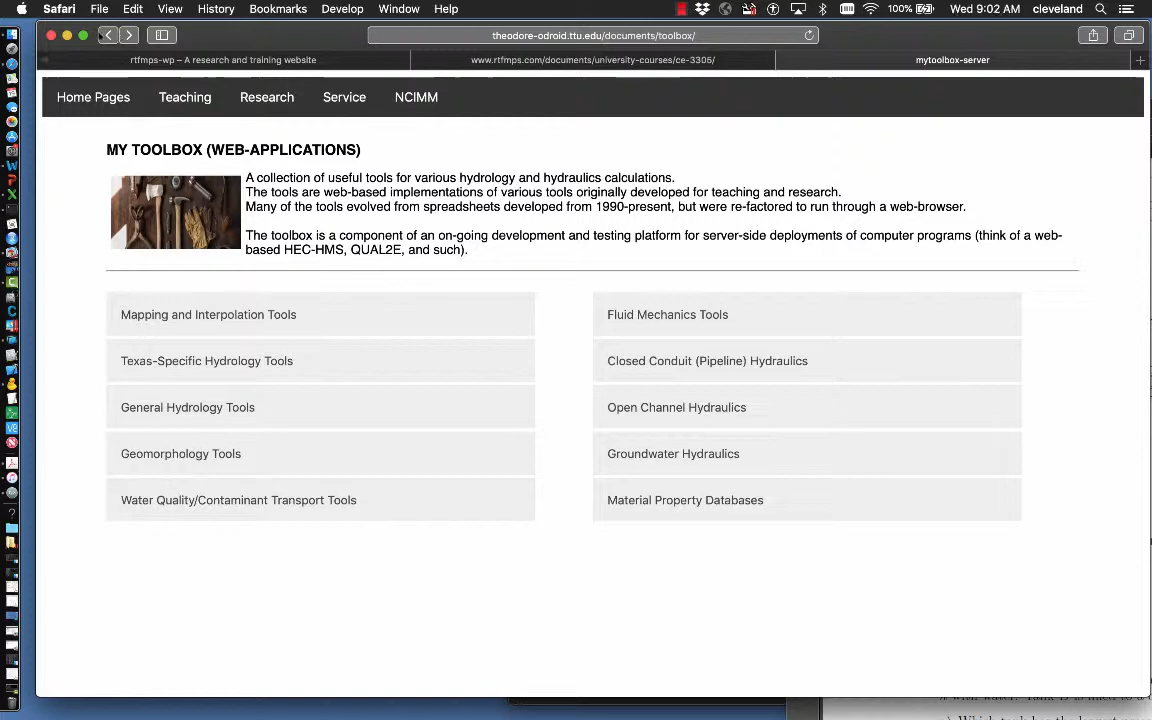 Safari File Edit View History Bookmarks Develop Window Help 100% Wed 9:02 AM cleveland
theodore-odroid.ttu.edu/documents/toolbox/
rtfmps-wp – A research and training website www.rtfmps.com/documents/university-courses/ce-3305/ mytoolbox-server
Home Pages Teaching Research Service NCIMM
MY TOOLBOX (WEB-APPLICATIONS)
A collection of useful tools for various hydrology and hydraulics calculations.
The tools are web-based implementations of various tools originally developed for teaching and research.
Many of the tools evolved from spreadsheets developed from 1990-present, but were re-factored to run through a web-browser.
The toolbox is a component of an on-going development and testing platform for server-side deployments of computer programs (think of a web-
based HEC-HMS, QUAL2E, and such).
Mapping and Interpolation Tools Fluid Mechanics Tools
Texas-Specific Hydrology Tools Closed Conduit (Pipeline) Hydraulics
General Hydrology Tools Open Channel Hydraulics
Geomorphology Tools Groundwater Hydraulics
Water Quality/Contaminant Transport Tools Material Property Databases